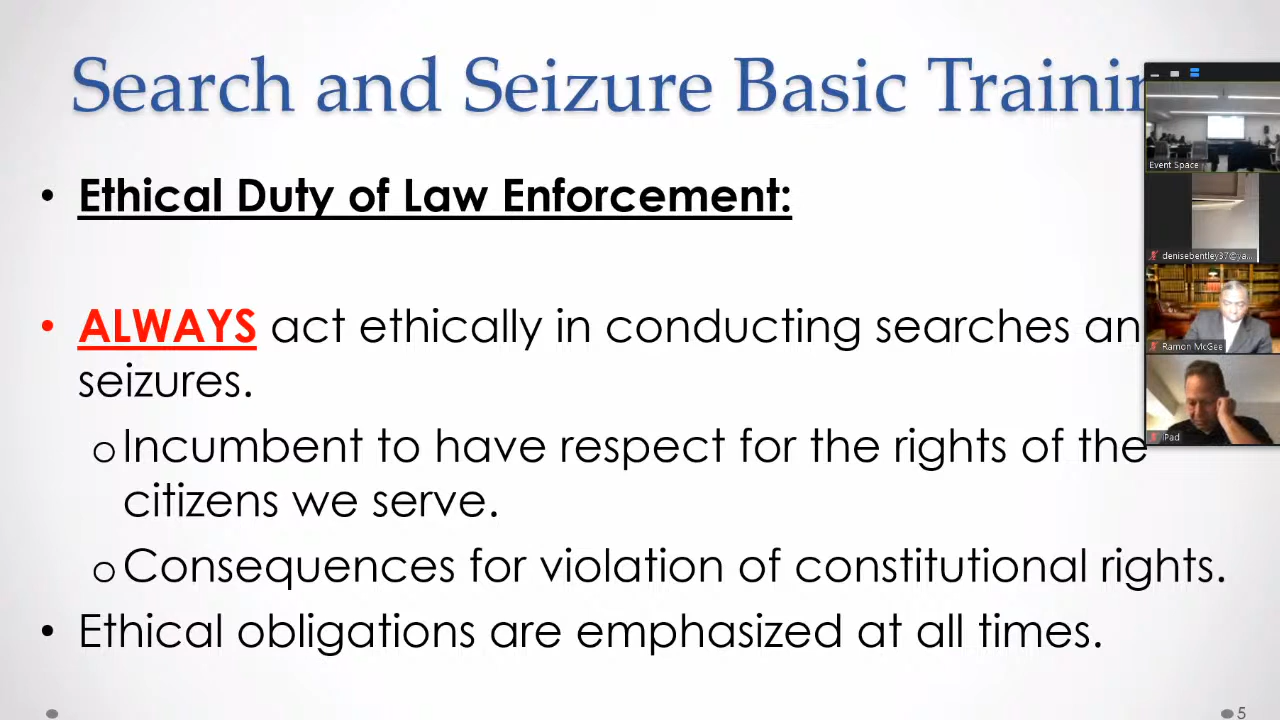 Search and Seizure Basic Trainin
• Ethical Duty of Law Enforcement:
• ALWAYS act ethically in conducting searches an
seizures.
o Incumbent to have respect for the rights of the
citizens we serve.
o Consequences for violation of constitutional rights.
• Ethical obligations are emphasized at all times.
5
Event Space
denisebentley37@ya...
Ramon McGee
iPad